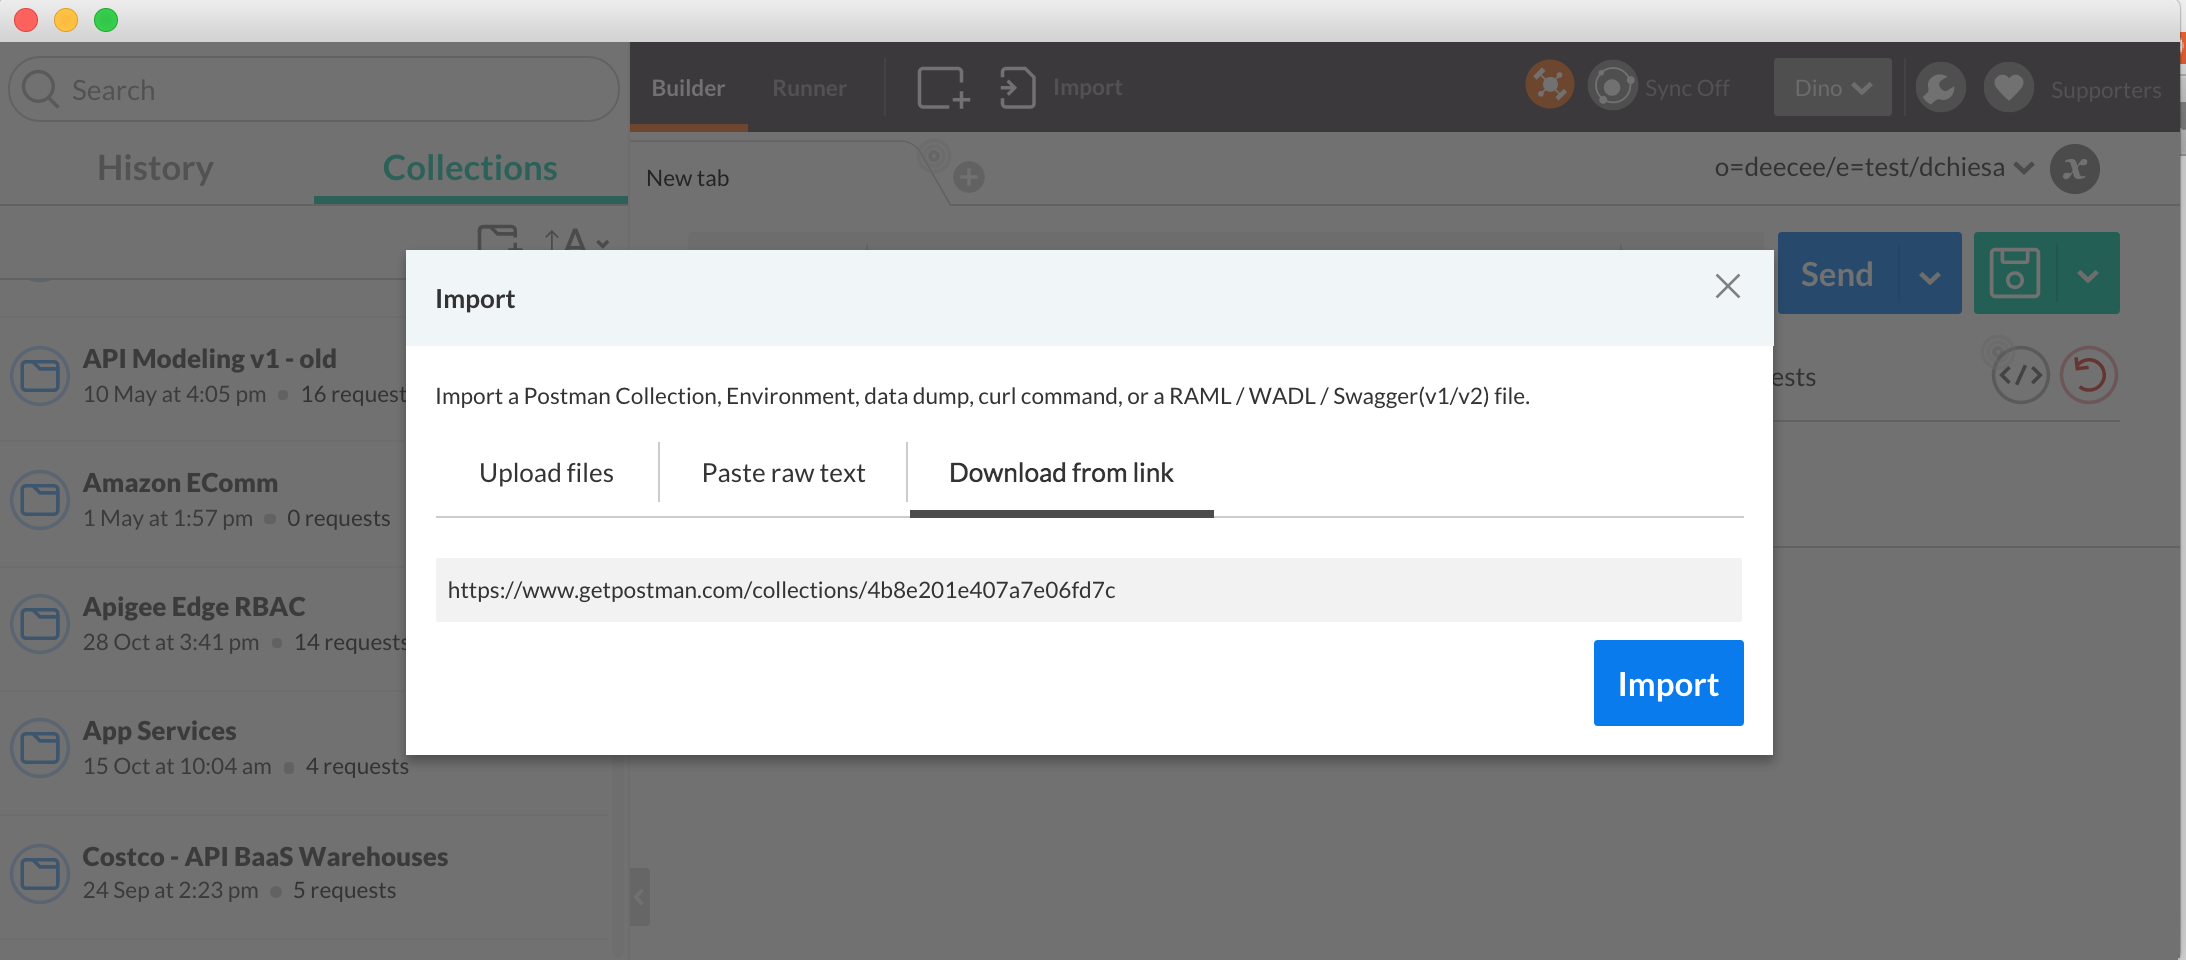 Search
Builder
Runner
Import
Sync Off
Dino
Supporters
History
Collections
New tab
o=deecee/e=test/dchiesa
x
A
Send
Import
API Modeling v1 - old
10 May at 4:05 pm 16 request
ests
Import a Postman Collection, Environment, data dump, curl command, or a RAML / WADL / Swagger(v1/v2) file.
Upload files
Paste raw text
Download from link
Amazon EComm
1 May at 1:57 pm 0 requests
https://www.getpostman.com/collections/4b8e201e407a7e06fd7c
Apigee Edge RBAC
28 Oct at 3:41 pm 14 requests
Import
App Services
15 Oct at 10:04 am 4 requests
Costco - API BaaS Warehouses
24 Sep at 2:23 pm 5 requests